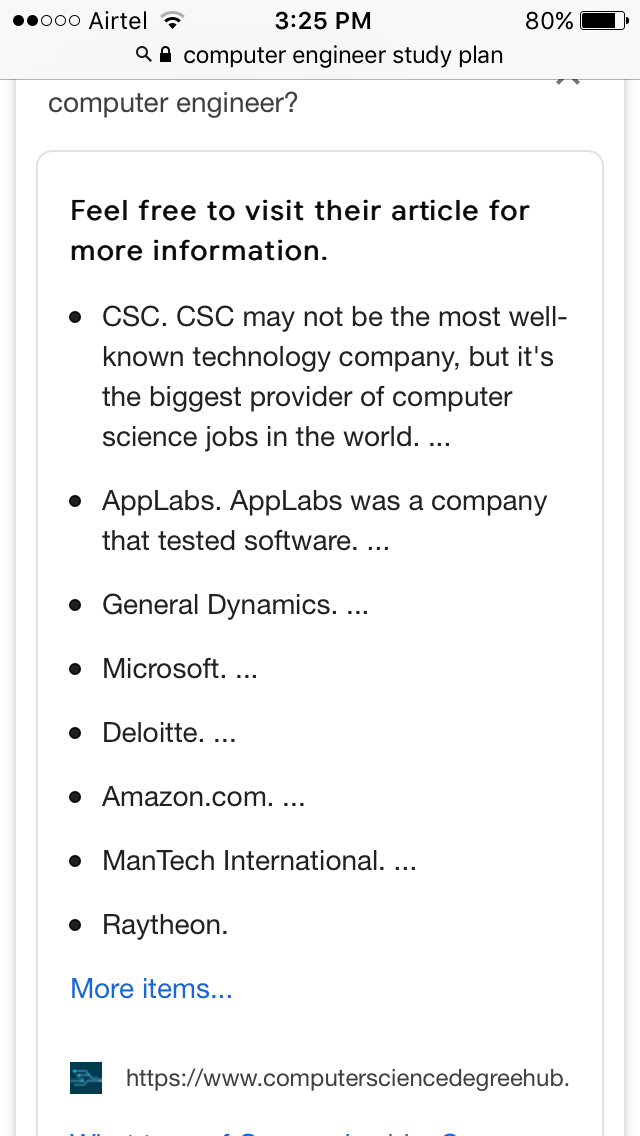 Airtel 3:25 PM 80%
computer engineer study plan
computer engineer?
Feel free to visit their article for
more information.
CSC. CSC may not be the most well-
known technology company, but it's
the biggest provider of computer
science jobs in the world. ...
AppLabs. AppLabs was a company
that tested software. ...
General Dynamics. ...
Microsoft. ...
Deloitte. ...
Amazon.com. ...
ManTech International. ...
Raytheon.
More items...
https://www.computersciencedegreehub.